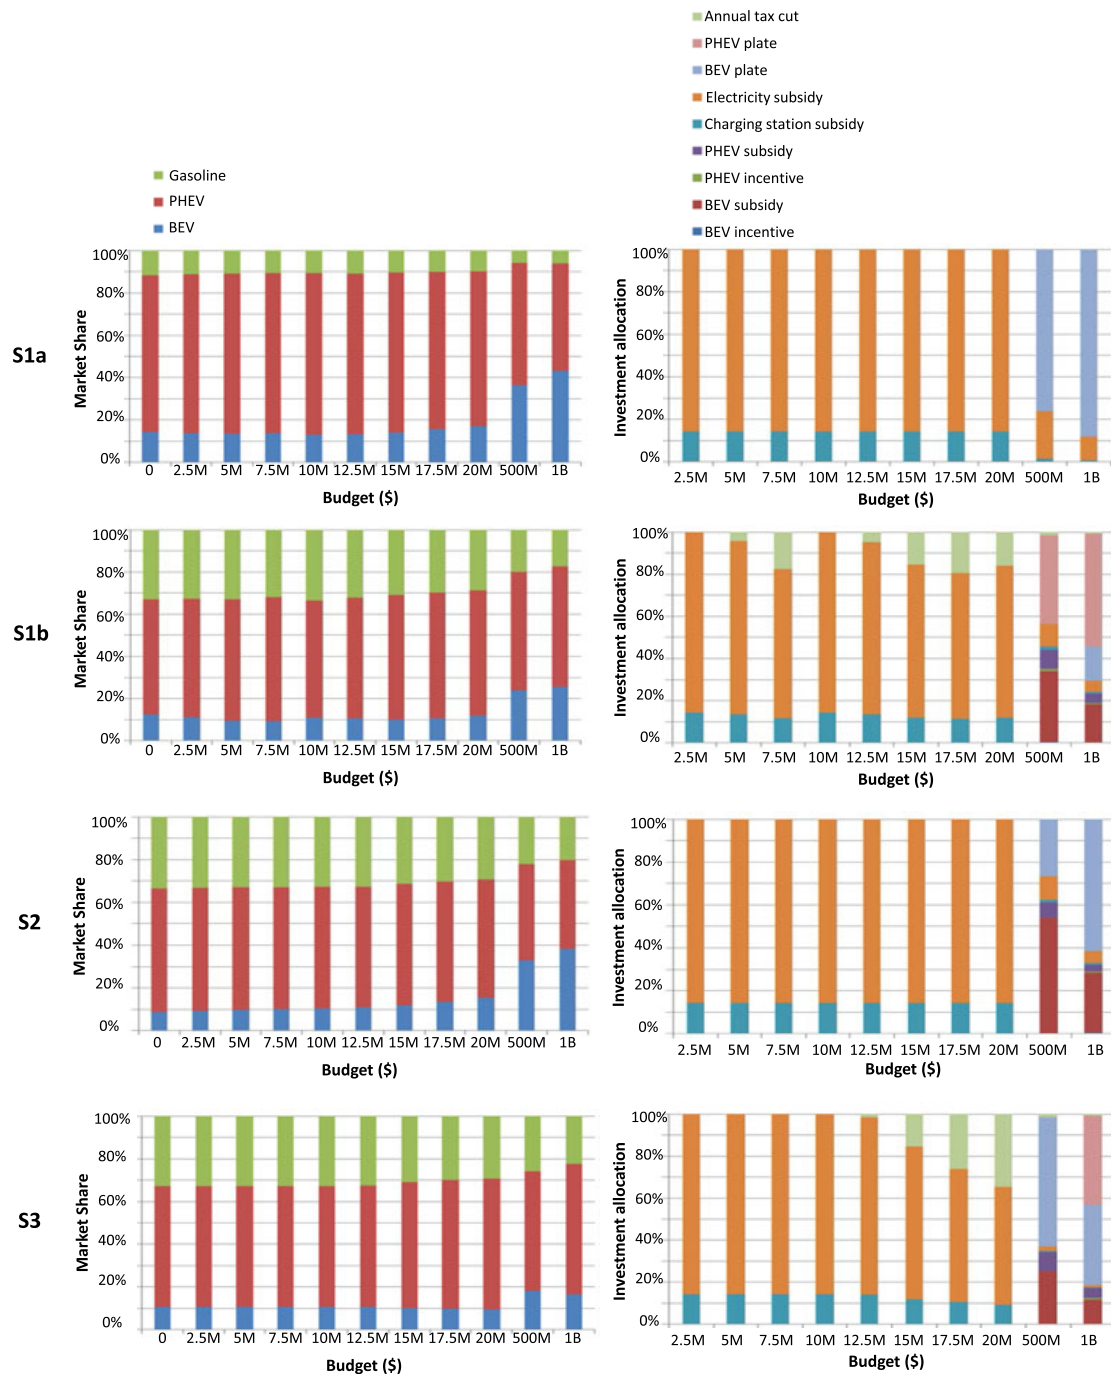 Annual tax cut
PHEV plate
BEV plate
Electricity subsidy
Charging station subsidy
PHEV subsidy
PHEV incentive
BEV subsidy
BEV incentive
Gasoline
PHEV
BEV
S1a
Market Share
100%
80%
60%
40%
20%
0%
0 2.5M 5M 7.5M 10M 12.5M 15M 17.5M 20M 500M 1B
Budget ($)
Investment allocation
100%
80%
60%
40%
20%
0%
2.5M 5M 7.5M 10M 12.5M 15M 17.5M 20M 500M 1B
Budget ($)
S1b
Market Share
100%
80%
60%
40%
20%
0%
0 2.5M 5M 7.5M 10M 12.5M 15M 17.5M 20M 500M 1B
Budget ($)
Investment allocation
100%
80%
60%
40%
20%
0%
2.5M 5M 7.5M 10M 12.5M 15M 17.5M 20M 500M 1B
Budget ($)
S2
Market Share
100%
80%
60%
40%
20%
0%
0 2.5M 5M 7.5M 10M 12.5M 15M 17.5M 20M 500M 1B
Budget ($)
Investment allocation
100%
80%
60%
40%
20%
0%
2.5M 5M 7.5M 10M 12.5M 15M 17.5M 20M 500M 1B
Budget ($)
S3
Market Share
100%
80%
60%
40%
20%
0%
0 2.5M 5M 7.5M 10M 12.5M 15M 17.5M 20M 500M 1B
Budget ($)
Investment allocation
100%
80%
60%
40%
20%
0%
2.5M 5M 7.5M 10M 12.5M 15M 17.5M 20M 500M 1B
Budget ($)